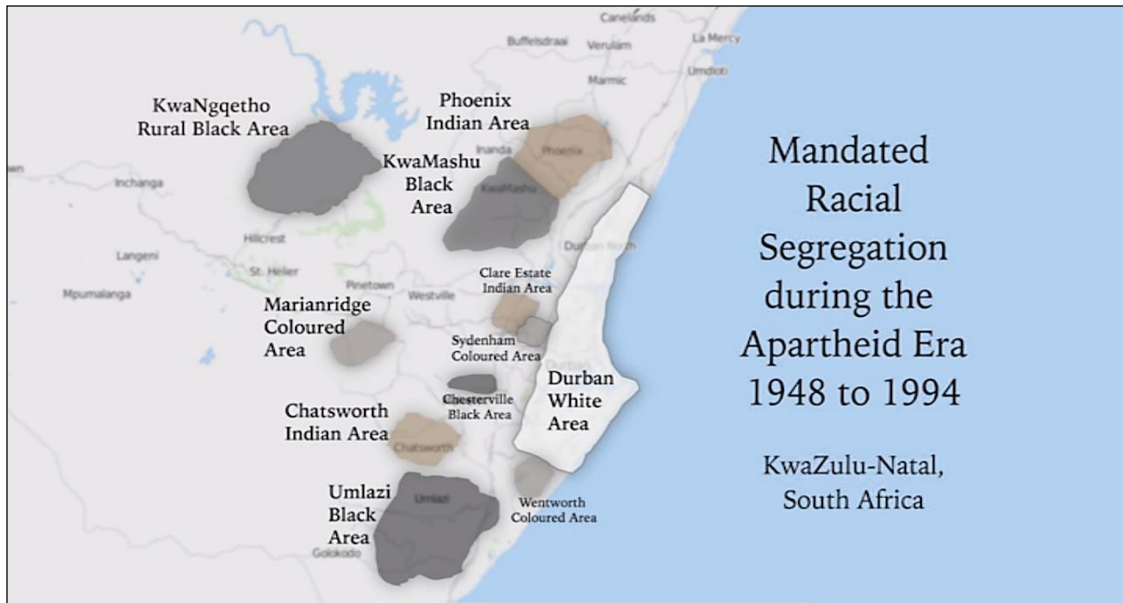 Canelands
Buffelsdraai
Verulam
La Mercy
Umdloti
Marmic
KwaNgqetho
Rural Black Area
Phoenix
Indian Area
Inanda
Phoenix
KwaMashu
Black
Area
KwaMashu
Inchanga
Hillcrest
Durban North
Langeni
St. Helier
Mpumalanga
Pinetown
Westville
Clare Estate
Indian Area
Marianridge
Coloured
Area
Sydenham
Coloured Area
Durban
Durban
White
Area
Chesterville
Black Area
Chatsworth
Indian Area
Chatsworth
Umlazi
Black
Area
Umlazi
Wentworth
Coloured Area
Golokodo
Mandated
Racial
Segregation
during the
Apartheid Era
1948 to 1994
KwaZulu-Natal,
South Africa